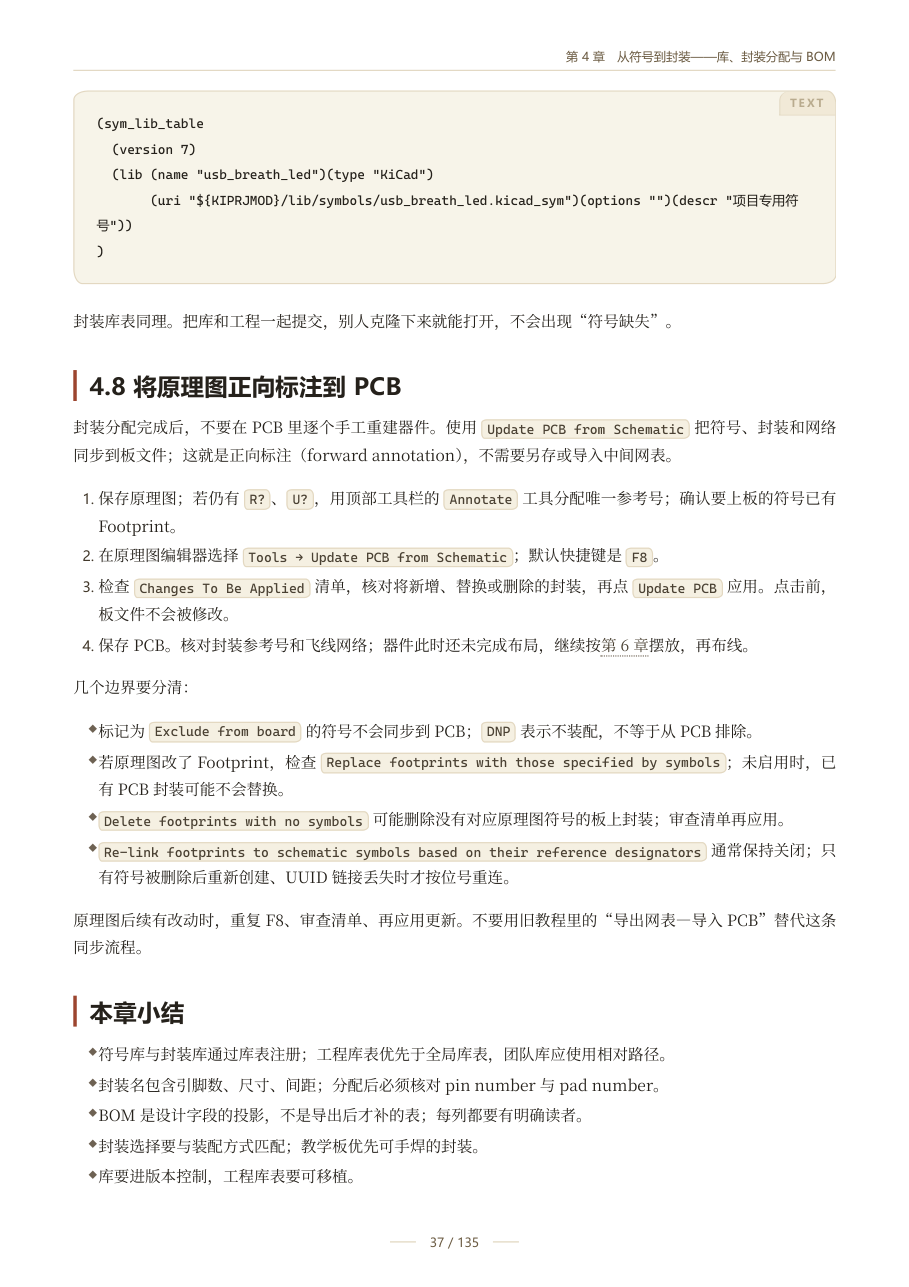 第 4 章　从符号到封装——库、封装分配与 BOM
TEXT
(sym_lib_table
  (version 7)
  (lib (name "usb_breath_led")(type "KiCad")
       (uri "${KIPRJMOD}/lib/symbols/usb_breath_led.kicad_sym")(options "")(descr "项目专用符
号"))
)
封装库表同理。把库和工程一起提交，别人克隆下来就能打开，不会出现“符号缺失”。
4.8 将原理图正向标注到 PCB
封装分配完成后，不要在 PCB 里逐个手工重建器件。使用 Update PCB from Schematic 把符号、封装和网络
同步到板文件；这就是正向标注（forward annotation），不需要另存或导入中间网表。
1. 保存原理图；若仍有 R?、U?，用顶部工具栏的 Annotate 工具分配唯一参考号；确认要上板的符号已有
Footprint。
2. 在原理图编辑器选择 Tools → Update PCB from Schematic；默认快捷键是 F8。
3. 检查 Changes To Be Applied 清单，核对将新增、替换或删除的封装，再点 Update PCB 应用。点击前，
板文件不会被修改。
4. 保存 PCB。核对封装参考号和飞线网络；器件此时还未完成布局，继续按第 6 章摆放，再布线。
几个边界要分清：
◆标记为 Exclude from board 的符号不会同步到 PCB；DNP 表示不装配，不等于从 PCB 排除。
◆若原理图改了 Footprint，检查 Replace footprints with those specified by symbols；未启用时，已
有 PCB 封装可能不会替换。
◆Delete footprints with no symbols 可能删除没有对应原理图符号的板上封装；审查清单再应用。
◆Re-link footprints to schematic symbols based on their reference designators 通常保持关闭；只
有符号被删除后重新创建、UUID 链接丢失时才按位号重连。
原理图后续有改动时，重复 F8、审查清单、再应用更新。不要用旧教程里的“导出网表—导入 PCB”替代这条
同步流程。
本章小结
◆符号库与封装库通过库表注册；工程库表优先于全局库表，团队库应使用相对路径。
◆封装名包含引脚数、尺寸、间距；分配后必须核对 pin number 与 pad number。
◆BOM 是设计字段的投影，不是导出后才补的表；每列都要有明确读者。
◆封装选择要与装配方式匹配；教学板优先可手焊的封装。
◆库要进版本控制，工程库表要可移植。
37 / 135